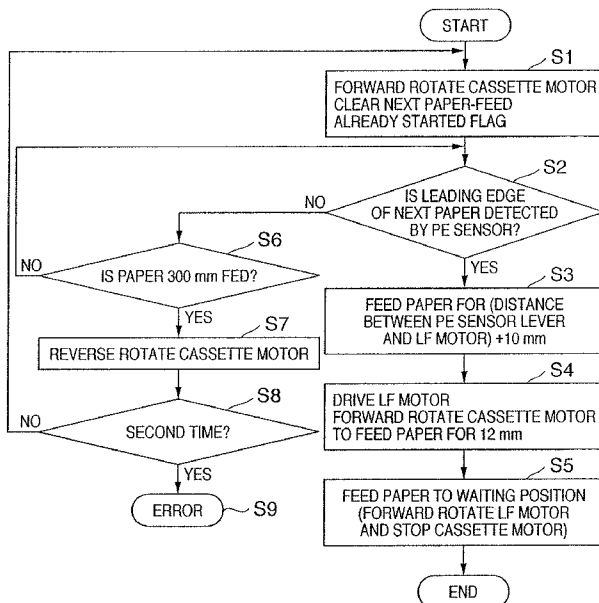 START
S1
FORWARD ROTATE CASSETTE MOTOR
CLEAR NEXT PAPER-FEED
ALREADY STARTED FLAG
S2
IS LEADING EDGE
OF NEXT PAPER DETECTED
BY PE SENSOR?
NO
YES
S6
IS PAPER 300 mm FED?
NO
YES
S7
REVERSE ROTATE CASSETTE MOTOR
S8
SECOND TIME?
NO
YES
ERROR
S9
S3
FEED PAPER FOR (DISTANCE
BETWEEN PE SENSOR LEVER
AND LF MOTOR) +10 mm
S4
DRIVE LF MOTOR
FORWARD ROTATE CASSETTE MOTOR
TO FEED PAPER FOR 12 mm
S5
FEED PAPER TO WAITING POSITION
(FORWARD ROTATE LF MOTOR
AND STOP CASSETTE MOTOR)
END